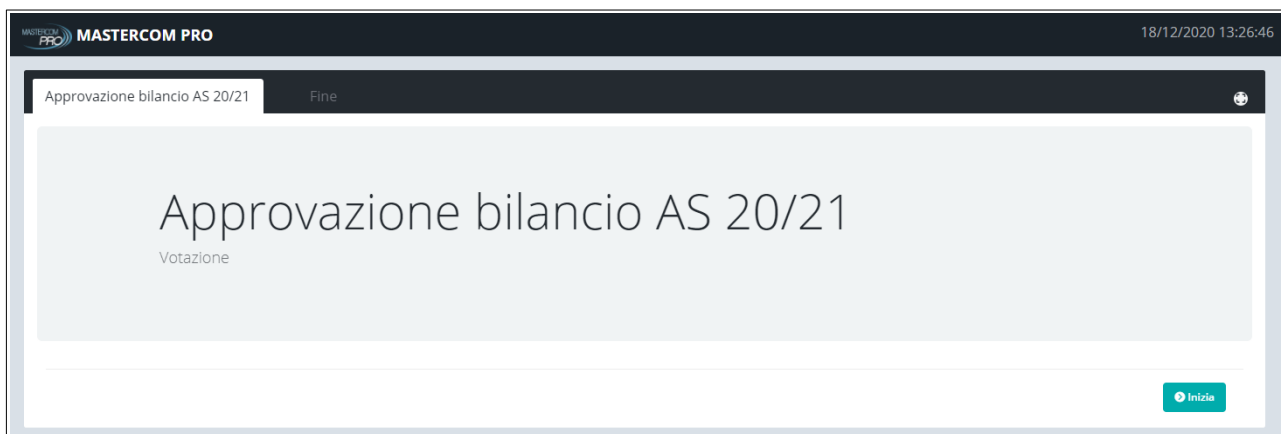 MASTERCOM PRO MASTERCOM PRO 18/12/2020 13:26:46
Approvazione bilancio AS 20/21 Fine
Approvazione bilancio AS 20/21
Votazione
Inizia